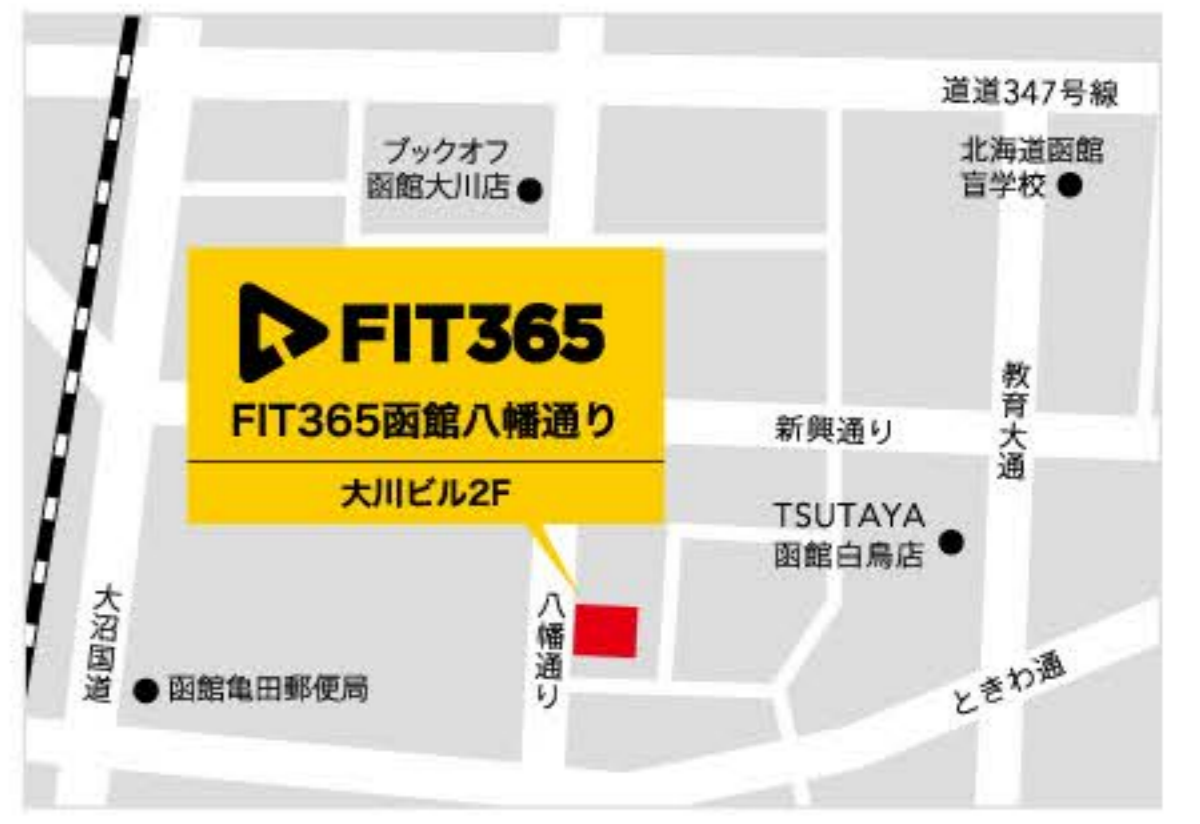 道道347号線
ブックオフ
函館大川店
北海道函館
盲学校
FIT365
FIT365函館八幡通り
大川ビル2F
新興通り
教育大通
TSUTAYA
函館白鳥店
大沼国道
函館亀田郵便局
八幡通り
ときわ通